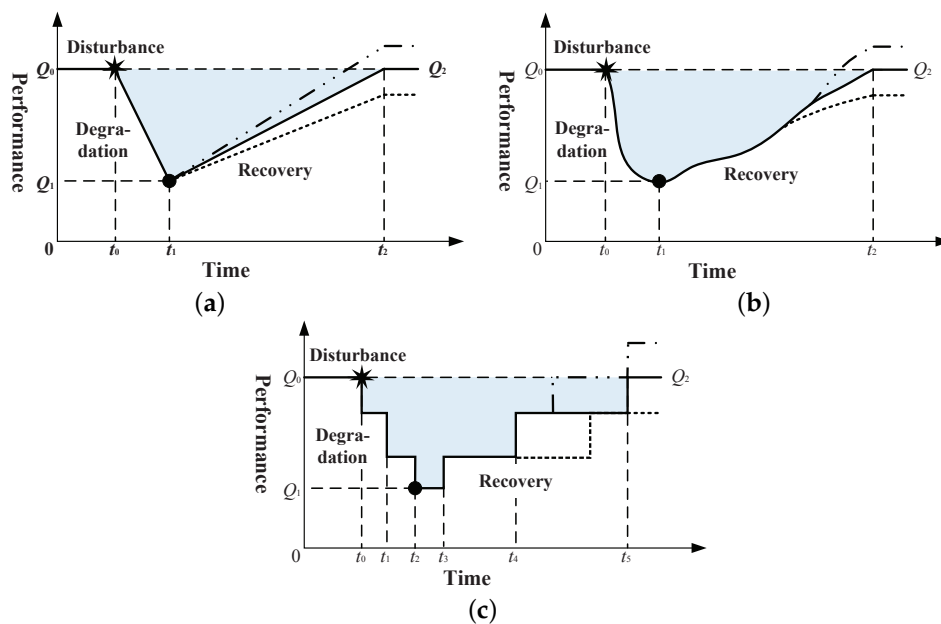 Disturbance
Q₀
Q₂
Performance
Degra-
dation
Q₁
Recovery
0
t₀
t₁
t₂
Time
(a)
Disturbance
Q₀
Q₂
Performance
Degra-
dation
Q₁
Recovery
0
t₀
t₁
t₂
Time
(b)
Disturbance
Q₀
Q₂
Performance
Degra-
dation
Q₁
Recovery
0
t₀
t₁
t₂
t₃
t₄
t₅
Time
(c)